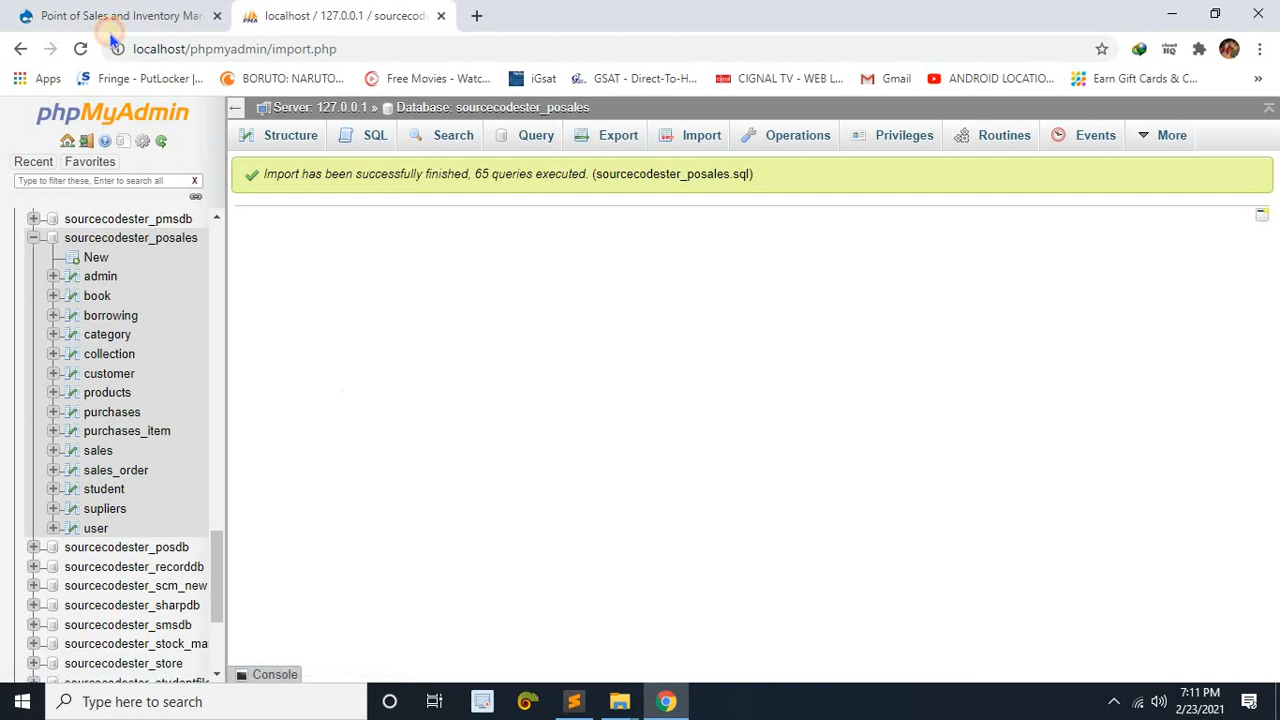 Point of Sales and Inventory Mar
localhost / 127.0.0.1 / sourcecode
localhost/phpmyadmin/import.php
Apps
Fringe - PutLocker |...
BORUTO: NARUTO...
Free Movies - Watc...
iGsat
GSAT - Direct-To-H...
CIGNAL TV - WEB L...
Gmail
ANDROID LOCATIO...
Earn Gift Cards & C...
phpMyAdmin
Server: 127.0.0.1 » Database: sourcecodester_posales
Recent Favorites
Type to filter these, Enter to search all X
Structure SQL Search Query Export Import Operations Privileges Routines Events More
Import has been successfully finished, 65 queries executed. (sourcecodester_posales.sql)
sourcecodester_pmsdb
sourcecodester_posales
New
admin
book
borrowing
category
collection
customer
products
purchases
purchases_item
sales
sales_order
student
supliers
user
sourcecodester_posdb
sourcecodester_recorddb
sourcecodester_scm_new
sourcecodester_sharpdb
sourcecodester_smsdb
sourcecodester_stock_ma
sourcecodester_store
Console
Type here to search
7:11 PM
2/23/2021